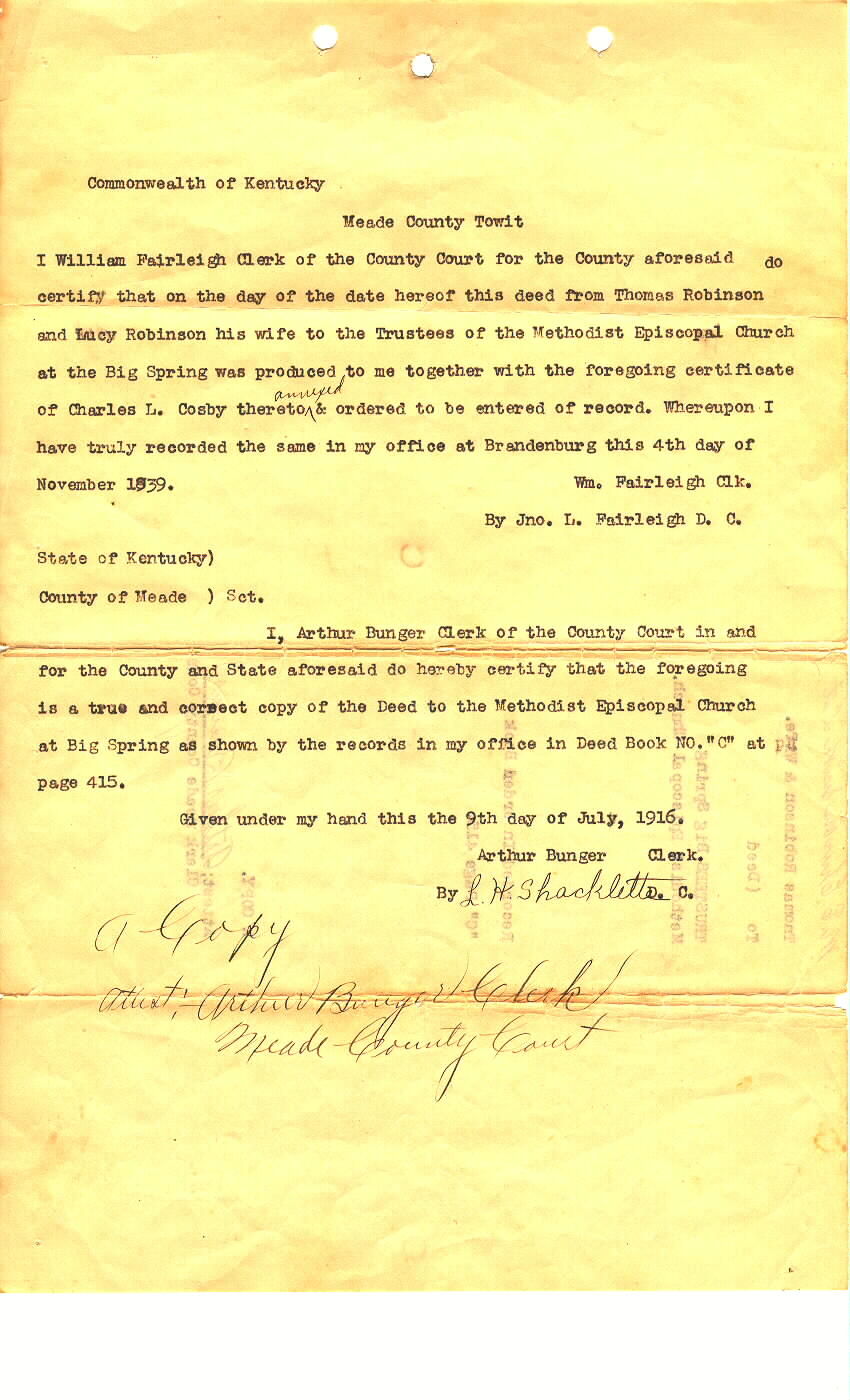 Commonwealth of Kentucky
Meade County Towit
I William Fairleigh Clerk of the County Court for the County aforesaid do
certify that on the day of the date hereof this deed from Thomas Robinson
and Lucy Robinson his wife to the Trustees of the Methodist Episcopal Church
at the Big Spring was produced to me together with the foregoing certificate
annexed
of Charles L. Cosby thereto & ordered to be entered of record. Whereupon I
have truly recorded the same in my office at Brandenburg this 4th day of
November 1839.
Wm. Fairleigh Clk.
By Jno. L. Fairleigh D. C.
State of Kentucky)
County of Meade ) Sct.
I, Arthur Bunger Clerk of the County Court in and
for the County and State aforesaid do hereby certify that the foregoing
is a true and correct copy of the Deed to the Methodist Episcopal Church
at Big Spring as shown by the records in my office in Deed Book NO."C" at
page 415.
Given under my hand this the 9th day of July, 1916.
Arthur Bunger Clerk.
By L. H. Shacklette D. C.
A Copy
Attest: Arthur Bunger Clerk
Meade County Court